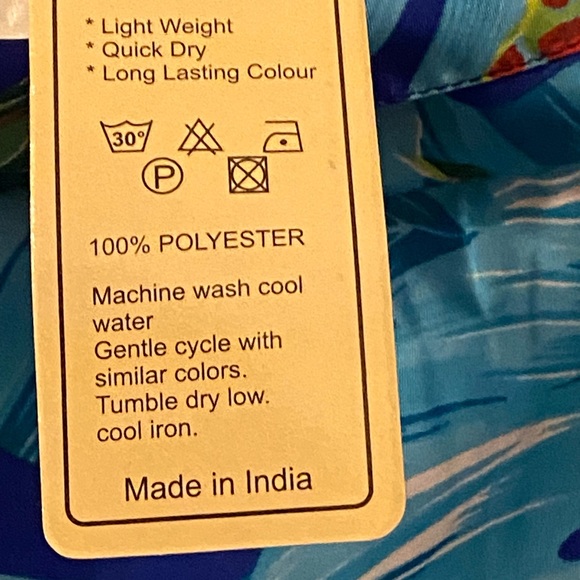 * Light Weight
* Quick Dry
* Long Lasting Colour
30°
P
100% POLYESTER
Machine wash cool
water
Gentle cycle with
similar colors.
Tumble dry low.
cool iron.
Made in India